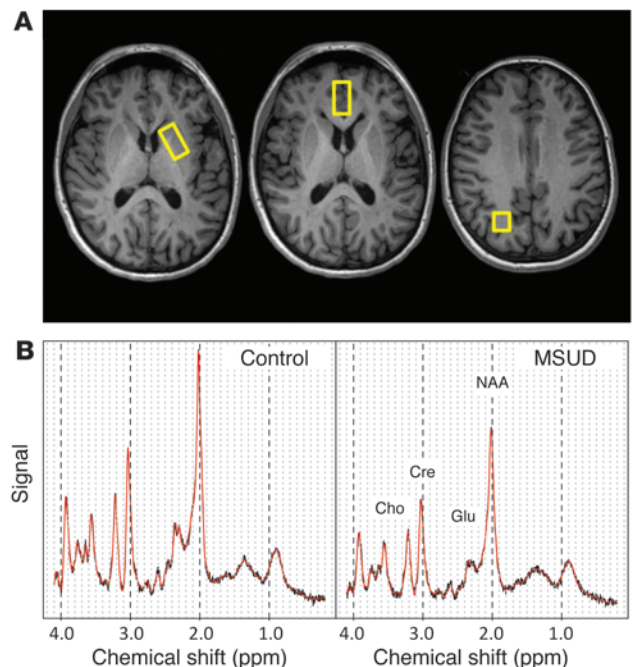 A
B
Control
MSUD
NAA
Cre
Cho
Glu
Signal
4.0 3.0 2.0 1.0 4.0 3.0 2.0 1.0
Chemical shift (ppm) Chemical shift (ppm)